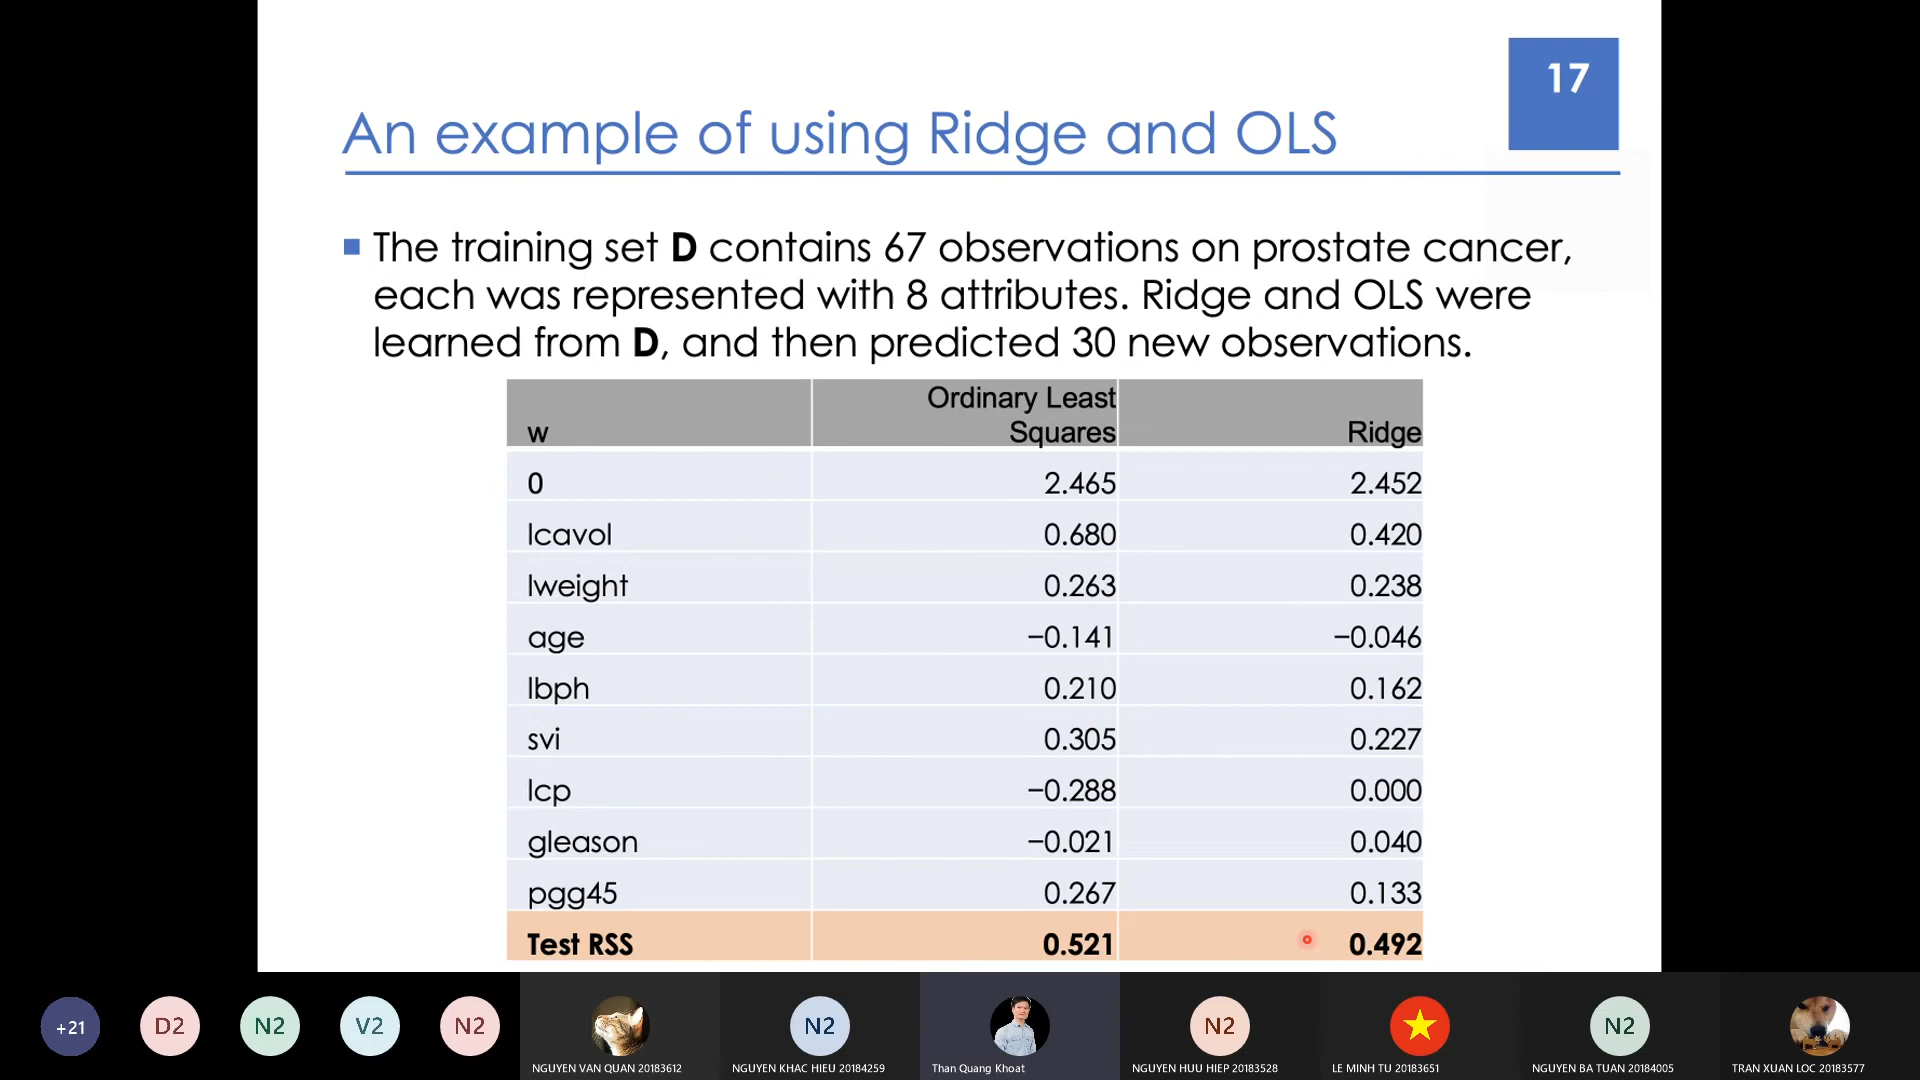 17
An example of using Ridge and OLS
The training set D contains 67 observations on prostate cancer,
each was represented with 8 attributes. Ridge and OLS were
learned from D, and then predicted 30 new observations.
w Ordinary Least Squares Ridge
0 2.465 2.452
lcavol 0.680 0.420
lweight 0.263 0.238
age −0.141 −0.046
lbph 0.210 0.162
svi 0.305 0.227
lcp −0.288 0.000
gleason −0.021 0.040
pgg45 0.267 0.133
Test RSS 0.521 0.492
+21 D2 N2 V2 N2 N2 N2 N2
NGUYEN VAN QUAN 20183612 NGUYEN KHAC HIEU 20184259 Than Quang Khoat NGUYEN HUU HIEP 20183528 LE MINH TU 20183651 NGUYEN BA TUAN 20184005 TRAN XUAN LOC 20183577